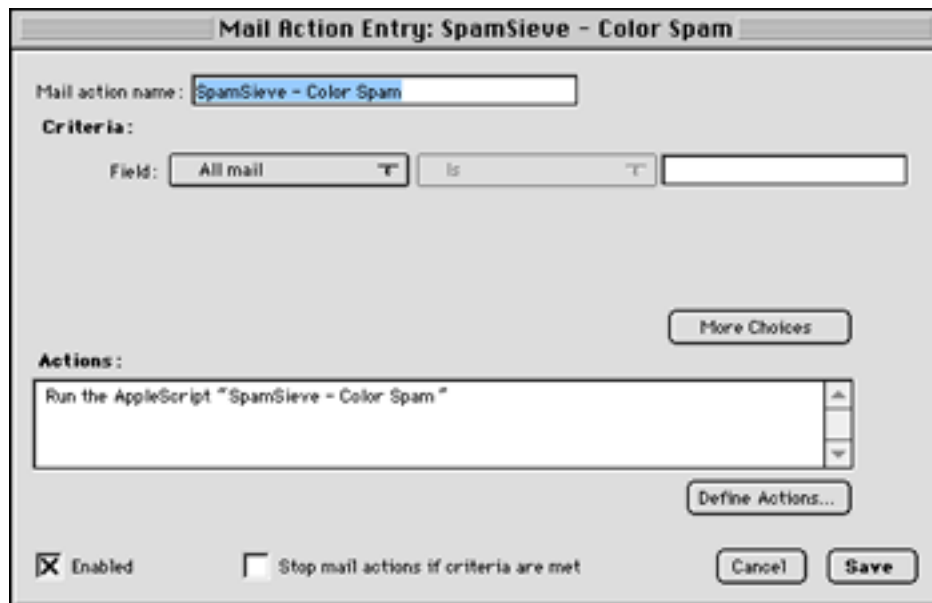 Mail Action Entry: SpamSieve - Color Spam
Mail action name: SpamSieve - Color Spam
Criteria:
Field: All mail Is
More Choices
Actions:
Run the AppleScript "SpamSieve - Color Spam"
Define Actions...
Enabled Stop mail actions if criteria are met Cancel Save